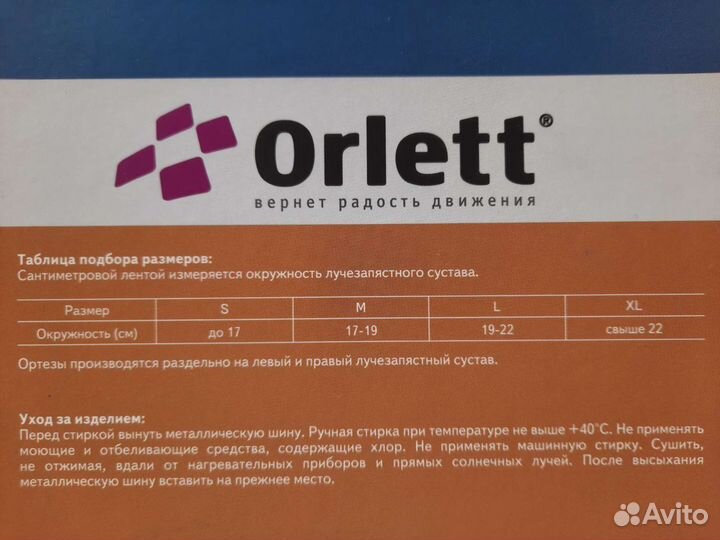 Orlett®
вернет радость движения
Таблица подбора размеров:
Сантиметровой лентой измеряется окружность лучезапястного сустава.
Размер S M L XL
Окружность (см) до 17 17-19 19-22 свыше 22
Ортезы производятся раздельно на левый и правый лучезапястный сустав.
Уход за изделием:
Перед стиркой вынуть металлическую шину. Ручная стирка при температуре не выше +40°C. Не применять
моющие и отбеливающие средства, содержащие хлор. Не применять машинную стирку. Сушить,
не отжимая, вдали от нагревательных приборов и прямых солнечных лучей. После высыхания
металлическую шину вставить на прежнее место.
Avito